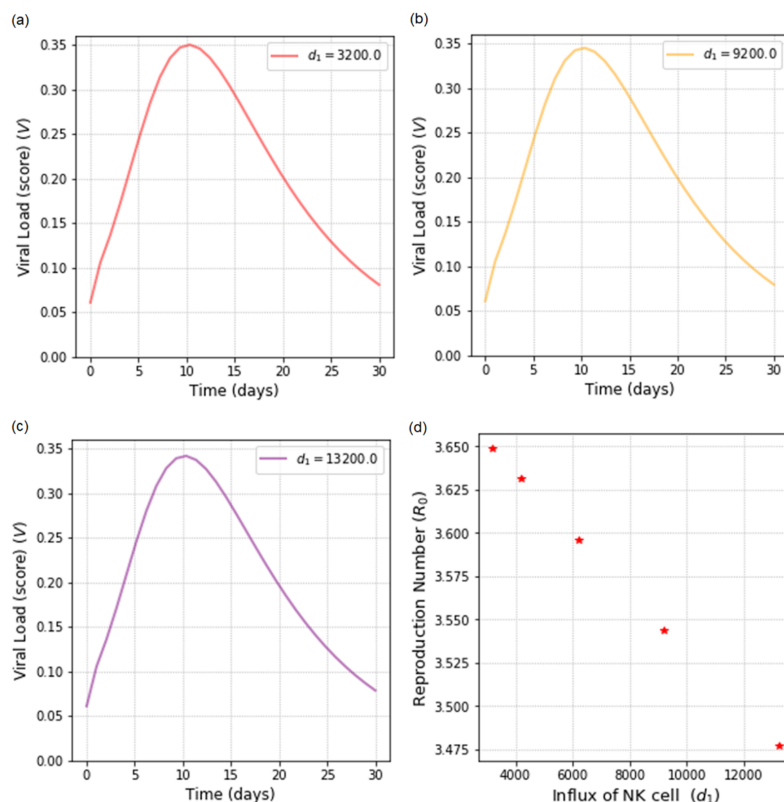 (a)
d₁ = 3200.0
0.35
0.30
0.25
0.20
0.15
0.10
0.05
0.00
Viral Load (score) (V)
0 5 10 15 20 25 30
Time (days)
(b)
d₁ = 9200.0
0.35
0.30
0.25
0.20
0.15
0.10
0.05
0.00
Viral Load (score) (V)
0 5 10 15 20 25 30
Time (days)
(c)
d₁ = 13200.0
0.35
0.30
0.25
0.20
0.15
0.10
0.05
0.00
Viral Load (score) (V)
0 5 10 15 20 25 30
Time (days)
(d)
3.650
3.625
3.600
3.575
3.550
3.525
3.500
3.475
Reproduction Number (R₀)
4000 6000 8000 10000 12000
Influx of NK cell (d₁)